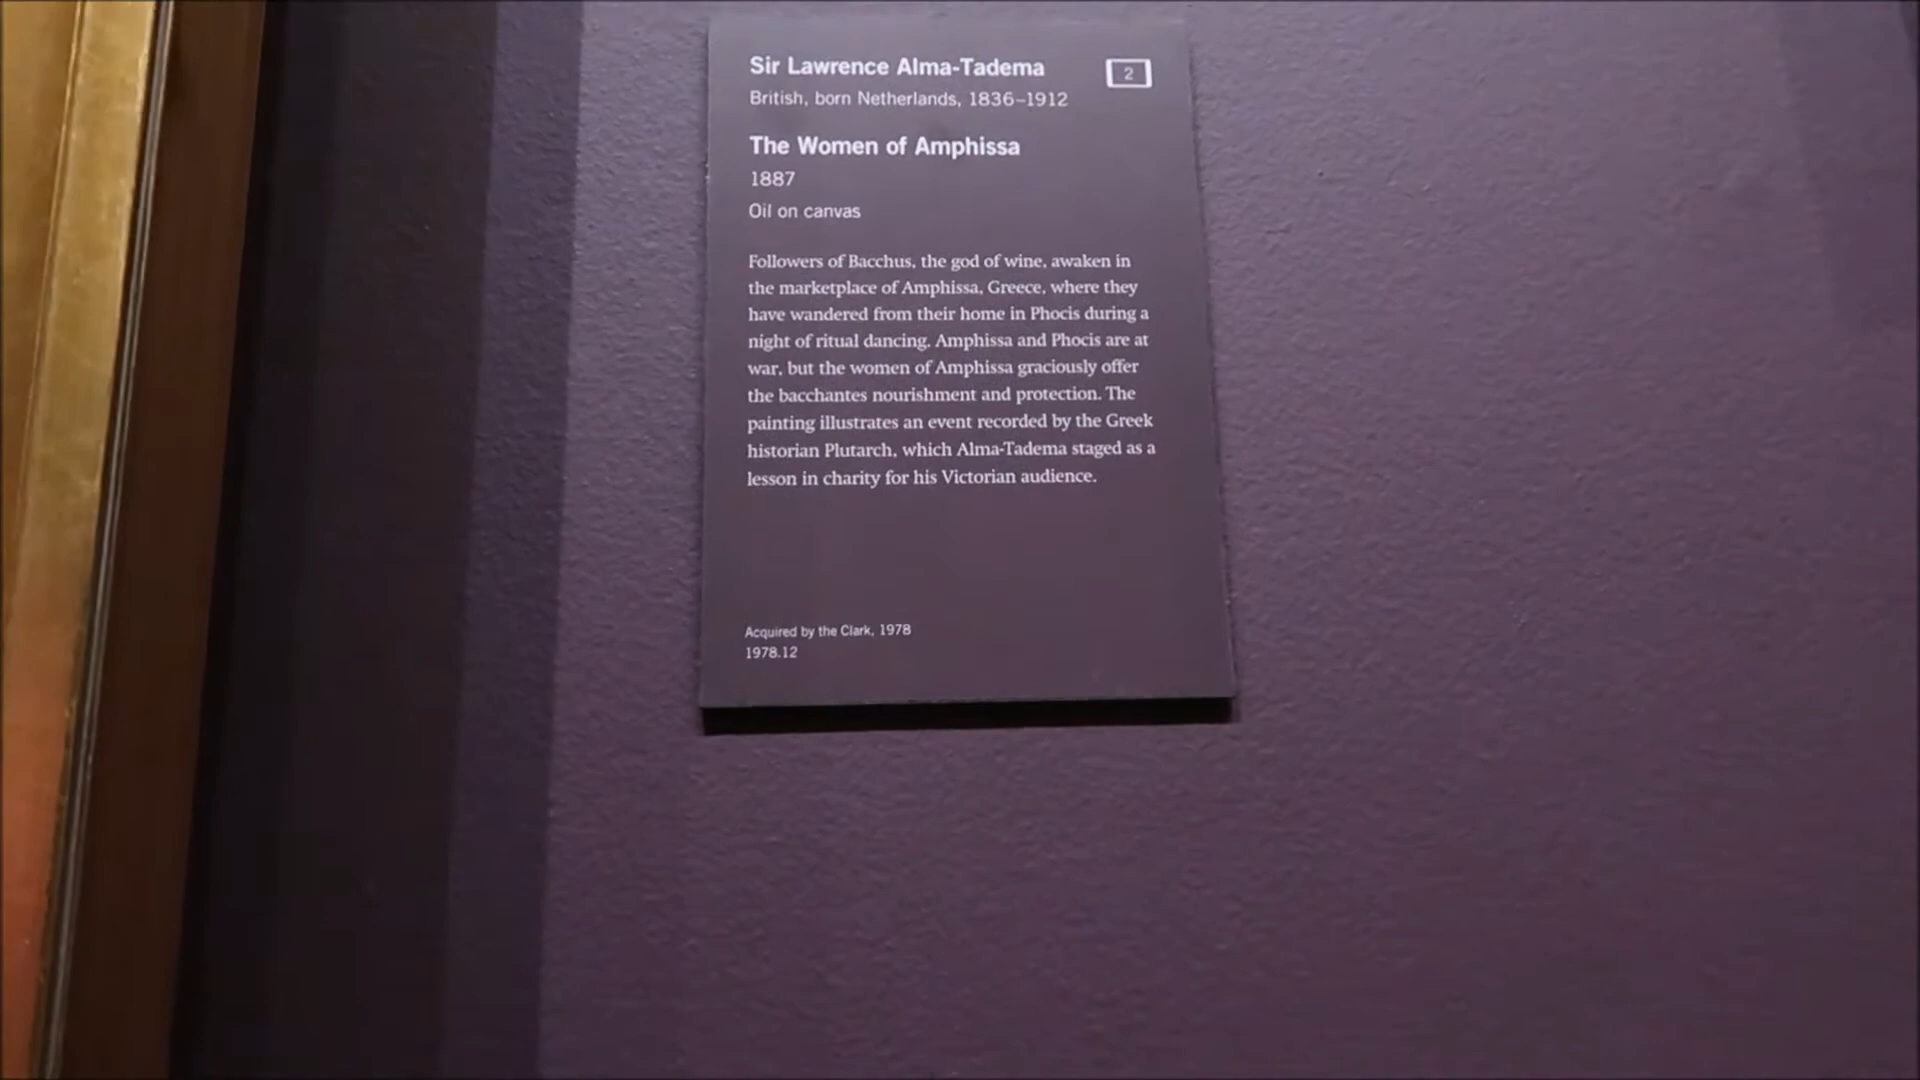 Sir Lawrence Alma-Tadema
2
British, born Netherlands, 1836–1912
The Women of Amphissa
1887
Oil on canvas
Followers of Bacchus, the god of wine, awaken in
the marketplace of Amphissa, Greece, where they
have wandered from their home in Phocis during a
night of ritual dancing. Amphissa and Phocis are at
war, but the women of Amphissa graciously offer
the bacchantes nourishment and protection. The
painting illustrates an event recorded by the Greek
historian Plutarch, which Alma-Tadema staged as a
lesson in charity for his Victorian audience.
Acquired by the Clark, 1978
1978.12